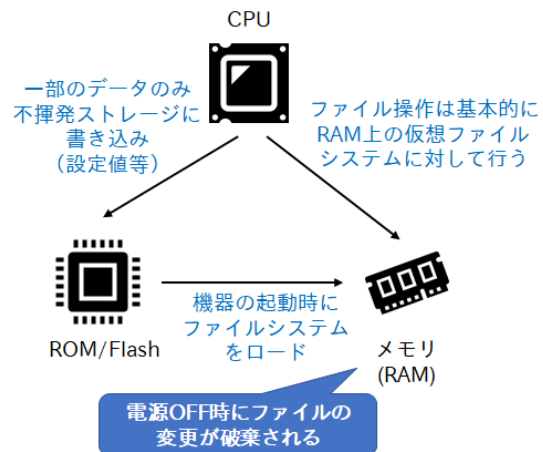 CPU
一部のデータのみ
不揮発ストレージに
書き込み
（設定値等）
ファイル操作は基本的に
RAM上の仮想ファイル
システムに対して行う
ROM/Flash
機器の起動時に
ファイルシステム
をロード
メモリ
(RAM)
電源OFF時にファイルの
変更が破棄される